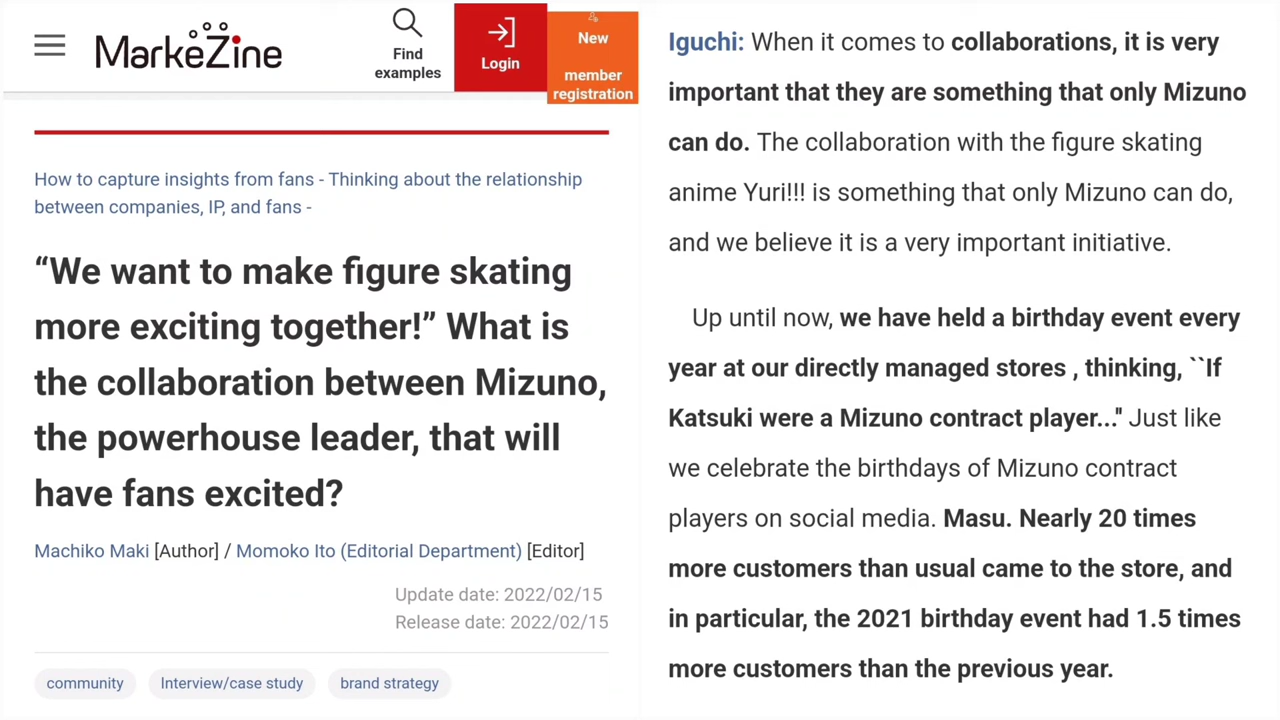 MarkeZine
Find
examples
Login
New
member
registration
How to capture insights from fans - Thinking about the relationship
between companies, IP, and fans -
“We want to make figure skating
more exciting together!” What is
the collaboration between Mizuno,
the powerhouse leader, that will
have fans excited?
Machiko Maki [Author] / Momoko Ito (Editorial Department) [Editor]
Update date: 2022/02/15
Release date: 2022/02/15
community
Interview/case study
brand strategy
Iguchi: When it comes to collaborations, it is very
important that they are something that only Mizuno
can do. The collaboration with the figure skating
anime Yuri!!! is something that only Mizuno can do,
and we believe it is a very important initiative.
Up until now, we have held a birthday event every
year at our directly managed stores , thinking, ``If
Katsuki were a Mizuno contract player...'' Just like
we celebrate the birthdays of Mizuno contract
players on social media. Masu. Nearly 20 times
more customers than usual came to the store, and
in particular, the 2021 birthday event had 1.5 times
more customers than the previous year.